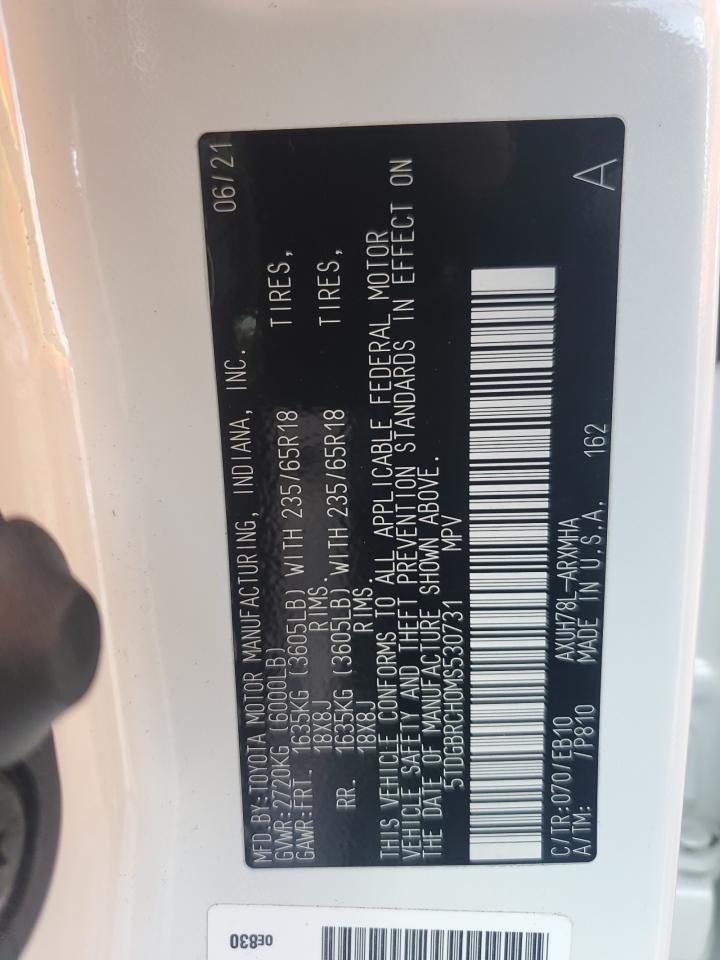 MFD.BY:TOYOTA MOTOR MANUFACTURING, INDIANA, INC. 06/21
GVWR:2720KG (6000LB)
GAWR:FRT. 1635KG (3605LB) WITH 235/65R18 TIRES,
18X8J RIMS.
RR. 1635KG (3605LB) WITH 235/65R18 TIRES,
18X8J RIMS.
THIS VEHICLE CONFORMS TO ALL APPLICABLE FEDERAL MOTOR
VEHICLE SAFETY AND THEFT PREVENTION STANDARDS IN EFFECT ON
THE DATE OF MANUFACTURE SHOWN ABOVE.
5TDGBRCH0MS530731 MPV
C/TR:070/EB10 AXUH78L-ARXMHA
A/TM: /P810 MADE IN U.S.A. 162 A
0E830